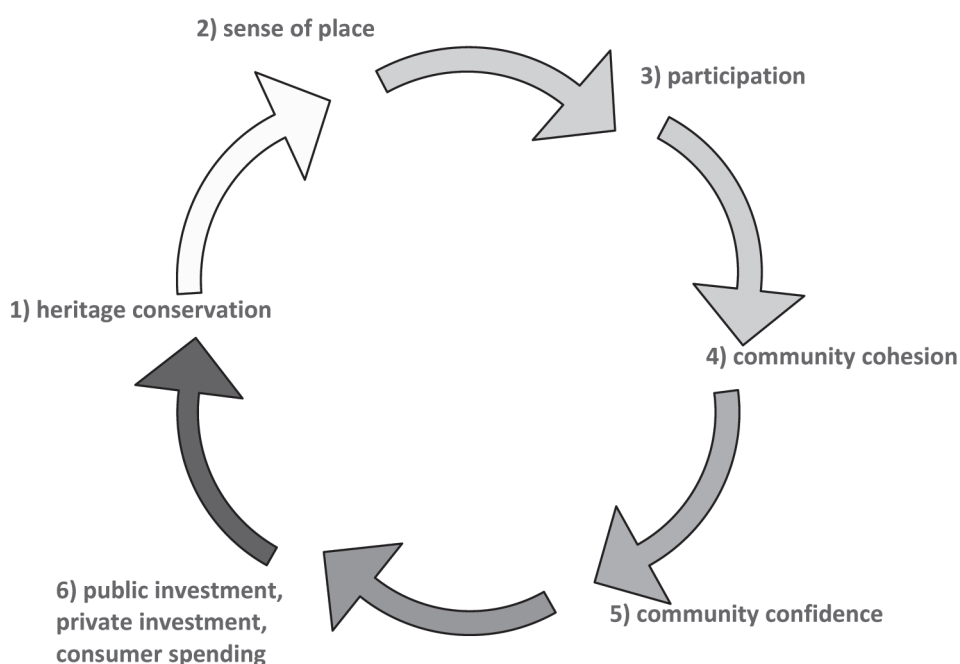 2) sense of place
3) participation
1) heritage conservation
4) community cohesion
5) community confidence
6) public investment,
private investment,
consumer spending